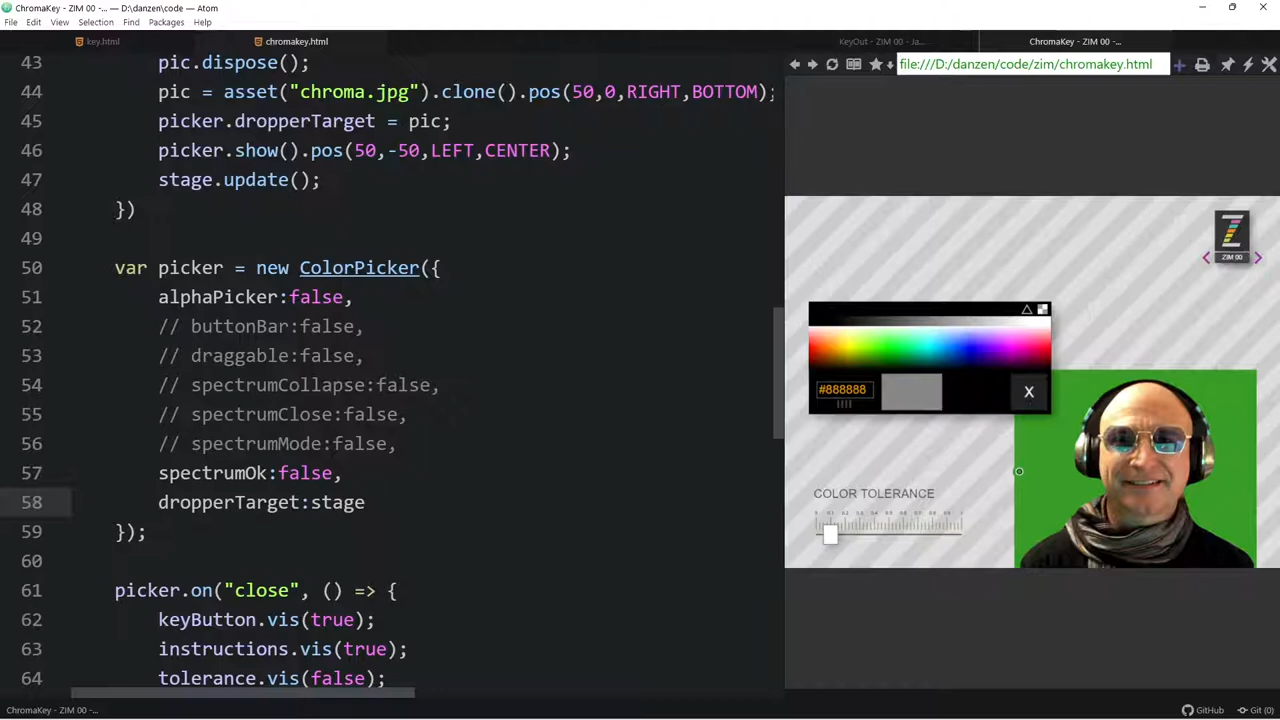 ChromaKey - ZIM 00 -... — D:\danzen\code — Atom
File Edit View Selection Find Packages Help
key.html
chromakey.html
KeyOut - ZIM 00 - Ja...
ChromaKey - ZIM 00 -...
file:///D:/danzen/code/zim/chromakey.html
43 pic.dispose();
44 pic = asset("chroma.jpg").clone().pos(50,0,RIGHT,BOTTOM);
45 picker.dropperTarget = pic;
46 picker.show().pos(50,-50,LEFT,CENTER);
47 stage.update();
48 })
49
50 var picker = new ColorPicker({
51 alphaPicker:false,
52 // buttonBar:false,
53 // draggable:false,
54 // spectrumCollapse:false,
55 // spectrumClose:false,
56 // spectrumMode:false,
57 spectrumOk:false,
58 dropperTarget:stage
59 });
60
61 picker.on("close", () => {
62 keyButton.vis(true);
63 instructions.vis(true);
64 tolerance.vis(false);
ZIM 00
#888888
X
COLOR TOLERANCE
ChromaKey - ZIM 00 -...
GitHub
Git (0)